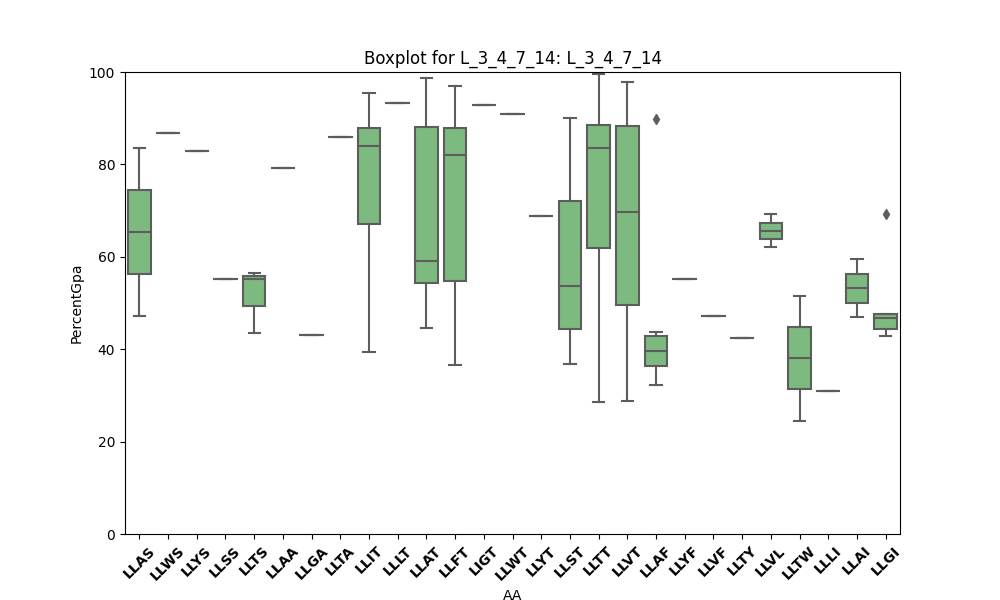 Boxplot for L_3_4_7_14: L_3_4_7_14
PercentGpa
100
80
60
40
20
0
LLAS LLWS LLYS LLSS LLTS LLAA LLGA LLTA LLIT LLLT LLAT LLFT LIGT LLWT LLYT LLST LLTT LLVT LLAF LLYF LLVF LLTY LLVL LLTW LLLI LLAI LLGI
AA